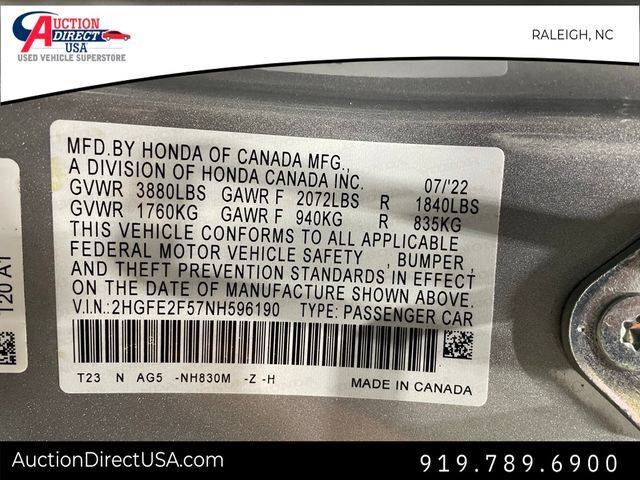 AUCTION
DIRECT
USA
USED VEHICLE SUPERSTORE
RALEIGH, NC
MFD.BY HONDA OF CANADA MFG.,
A DIVISION OF HONDA CANADA INC. 07/'22
GVWR 3880LBS GAWR F 2072LBS R 1840LBS
GVWR 1760KG GAWR F 940KG R 835KG
THIS VEHICLE CONFORMS TO ALL APPLICABLE
FEDERAL MOTOR VEHICLE SAFETY , BUMPER,
AND THEFT PREVENTION STANDARDS IN EFFECT
ON THE DATE OF MANUFACTURE SHOWN ABOVE.
V.I.N.:2HGFE2F57NH596190 TYPE: PASSENGER CAR
T23 N AG5 -NH830M -Z -H MADE IN CANADA
T20 A1
AuctionDirectUSA.com 919.789.6900